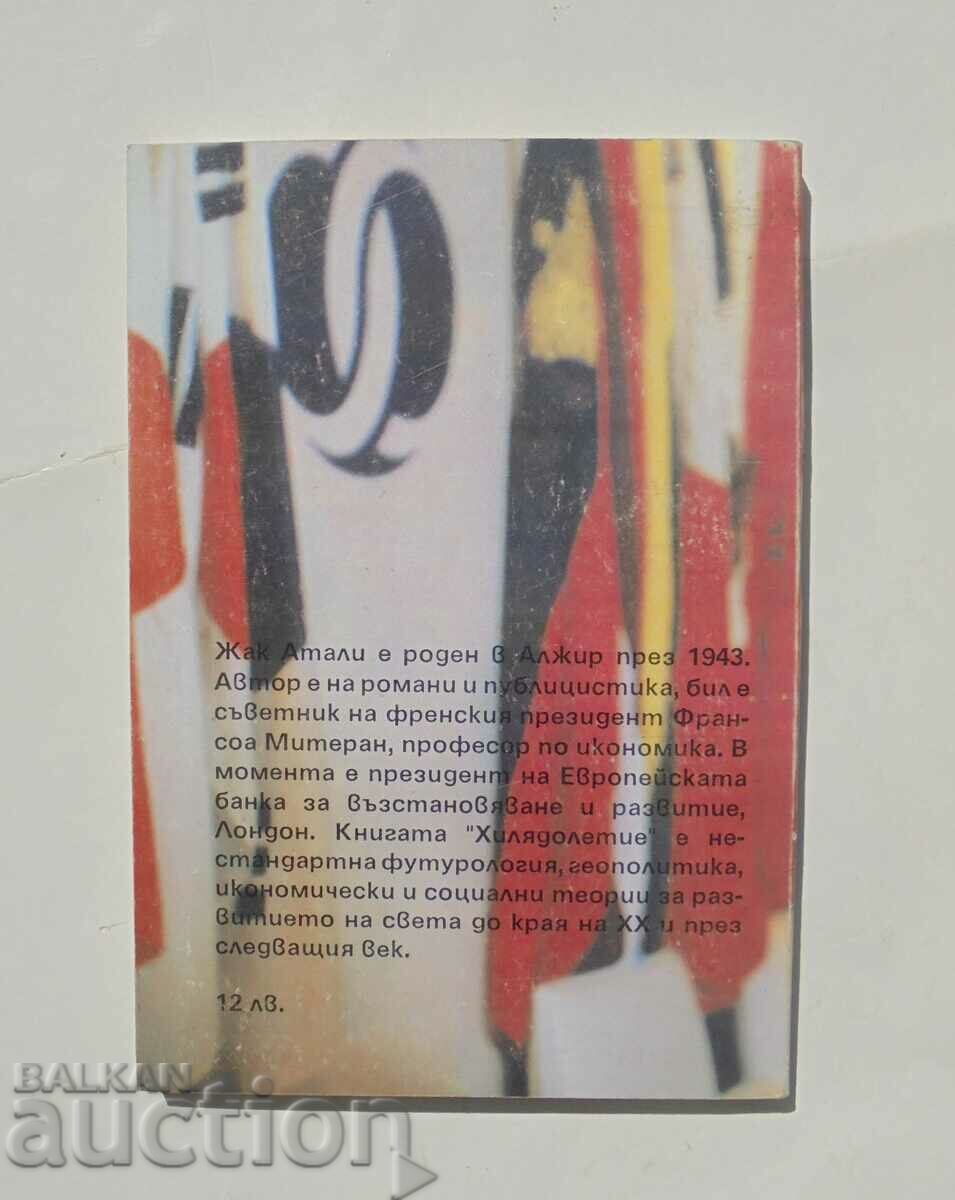 Жак Атали е роден в Алжир през 1943.
Автор е на романи и публицистика, бил е
съветник на френския президент Фран-
соа Митеран, професор по икономика. В
момента е президент на Европейската
банка за възстановяване и развитие,
Лондон. Книгата "Хилядолетие" е не-
стандартна футурология, геополитика,
икономически и социални теории за раз-
витието на света до края на XX и през
следващия век.
12 лв.
BALKAN
auction